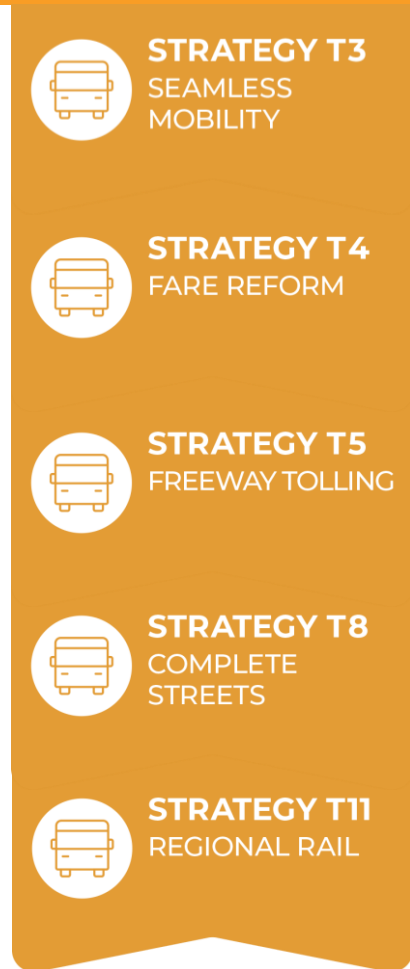 STRATEGY T3
SEAMLESS
MOBILITY
STRATEGY T4
FARE REFORM
STRATEGY T5
FREEWAY TOLLING
STRATEGY T8
COMPLETE
STREETS
STRATEGY T11
REGIONAL RAIL